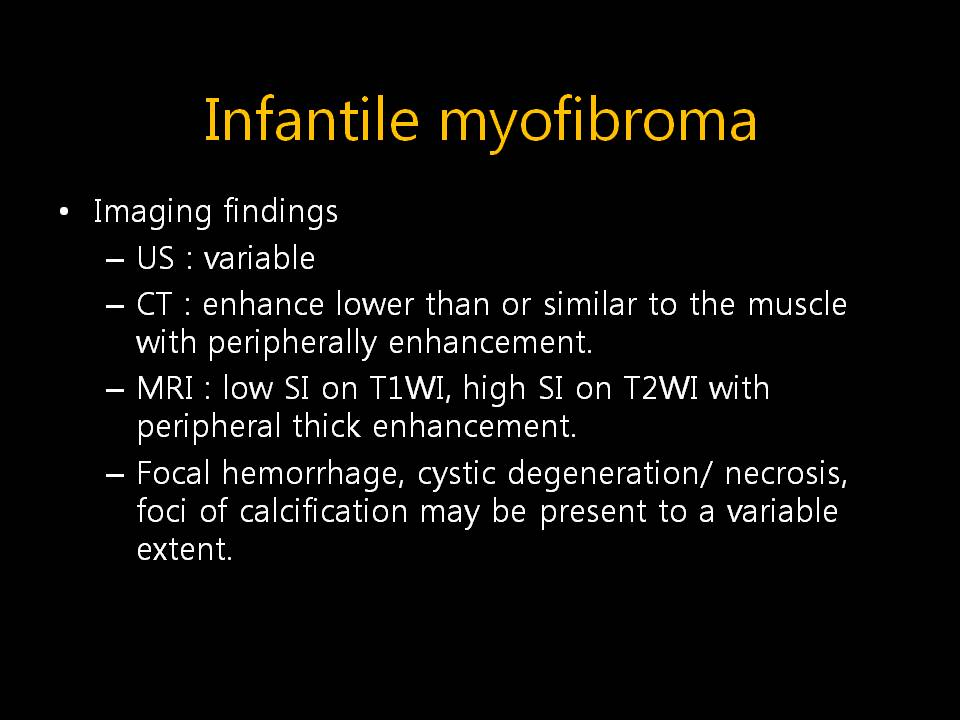 Infantile myofibroma
• Imaging findings
– US : variable
– CT : enhance lower than or similar to the muscle
with peripherally enhancement.
– MRI : low SI on T1WI, high SI on T2WI with
peripheral thick enhancement.
– Focal hemorrhage, cystic degeneration/ necrosis,
foci of calcification may be present to a variable
extent.